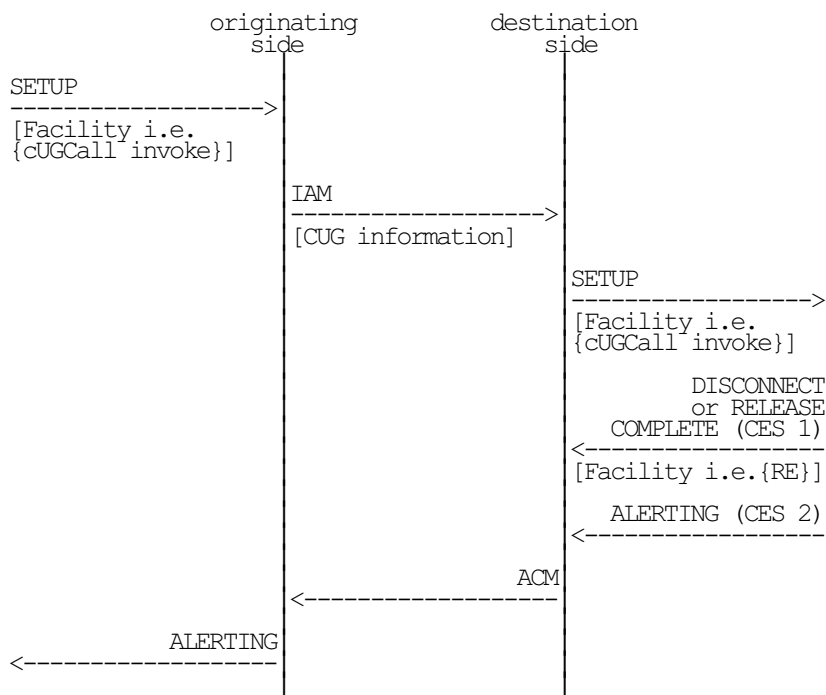 originating side
destination side
SETUP
[Facility i.e.
{cUGCall invoke}]
IAM
[CUG information]
SETUP
[Facility i.e.
{cUGCall invoke}]
DISCONNECT
or RELEASE
COMPLETE (CES 1)
[Facility i.e.{RE}]
ALERTING (CES 2)
ACM
ALERTING